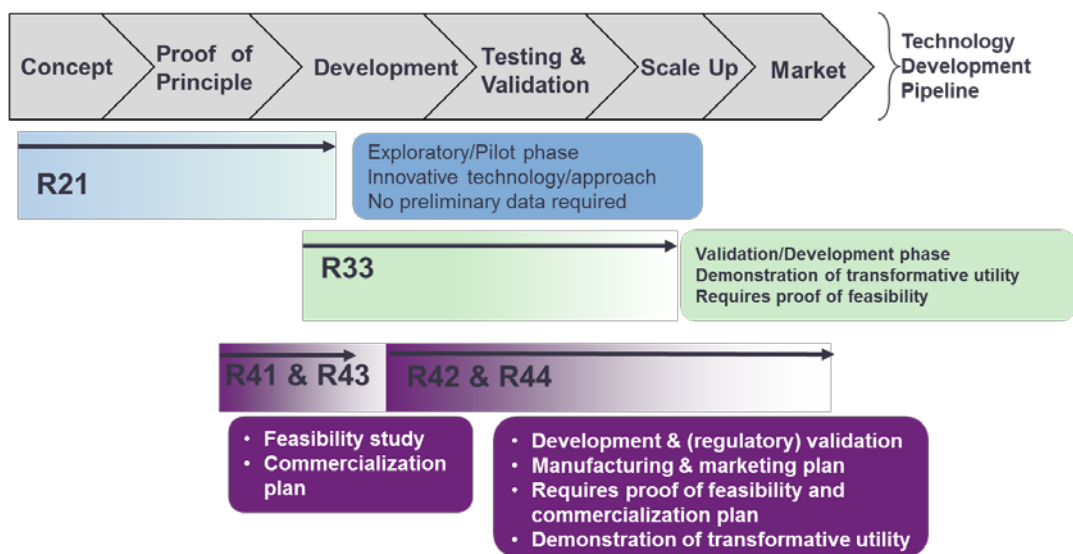 Concept
Proof of
Principle
Development
Testing &
Validation
Scale Up
Market
Technology
Development
Pipeline
R21
Exploratory/Pilot phase
Innovative technology/approach
No preliminary data required
R33
Validation/Development phase
Demonstration of transformative utility
Requires proof of feasibility
R41 & R43
R42 & R44
• Feasibility study
• Commercialization
plan
• Development & (regulatory) validation
• Manufacturing & marketing plan
• Requires proof of feasibility and
commercialization plan
• Demonstration of transformative utility